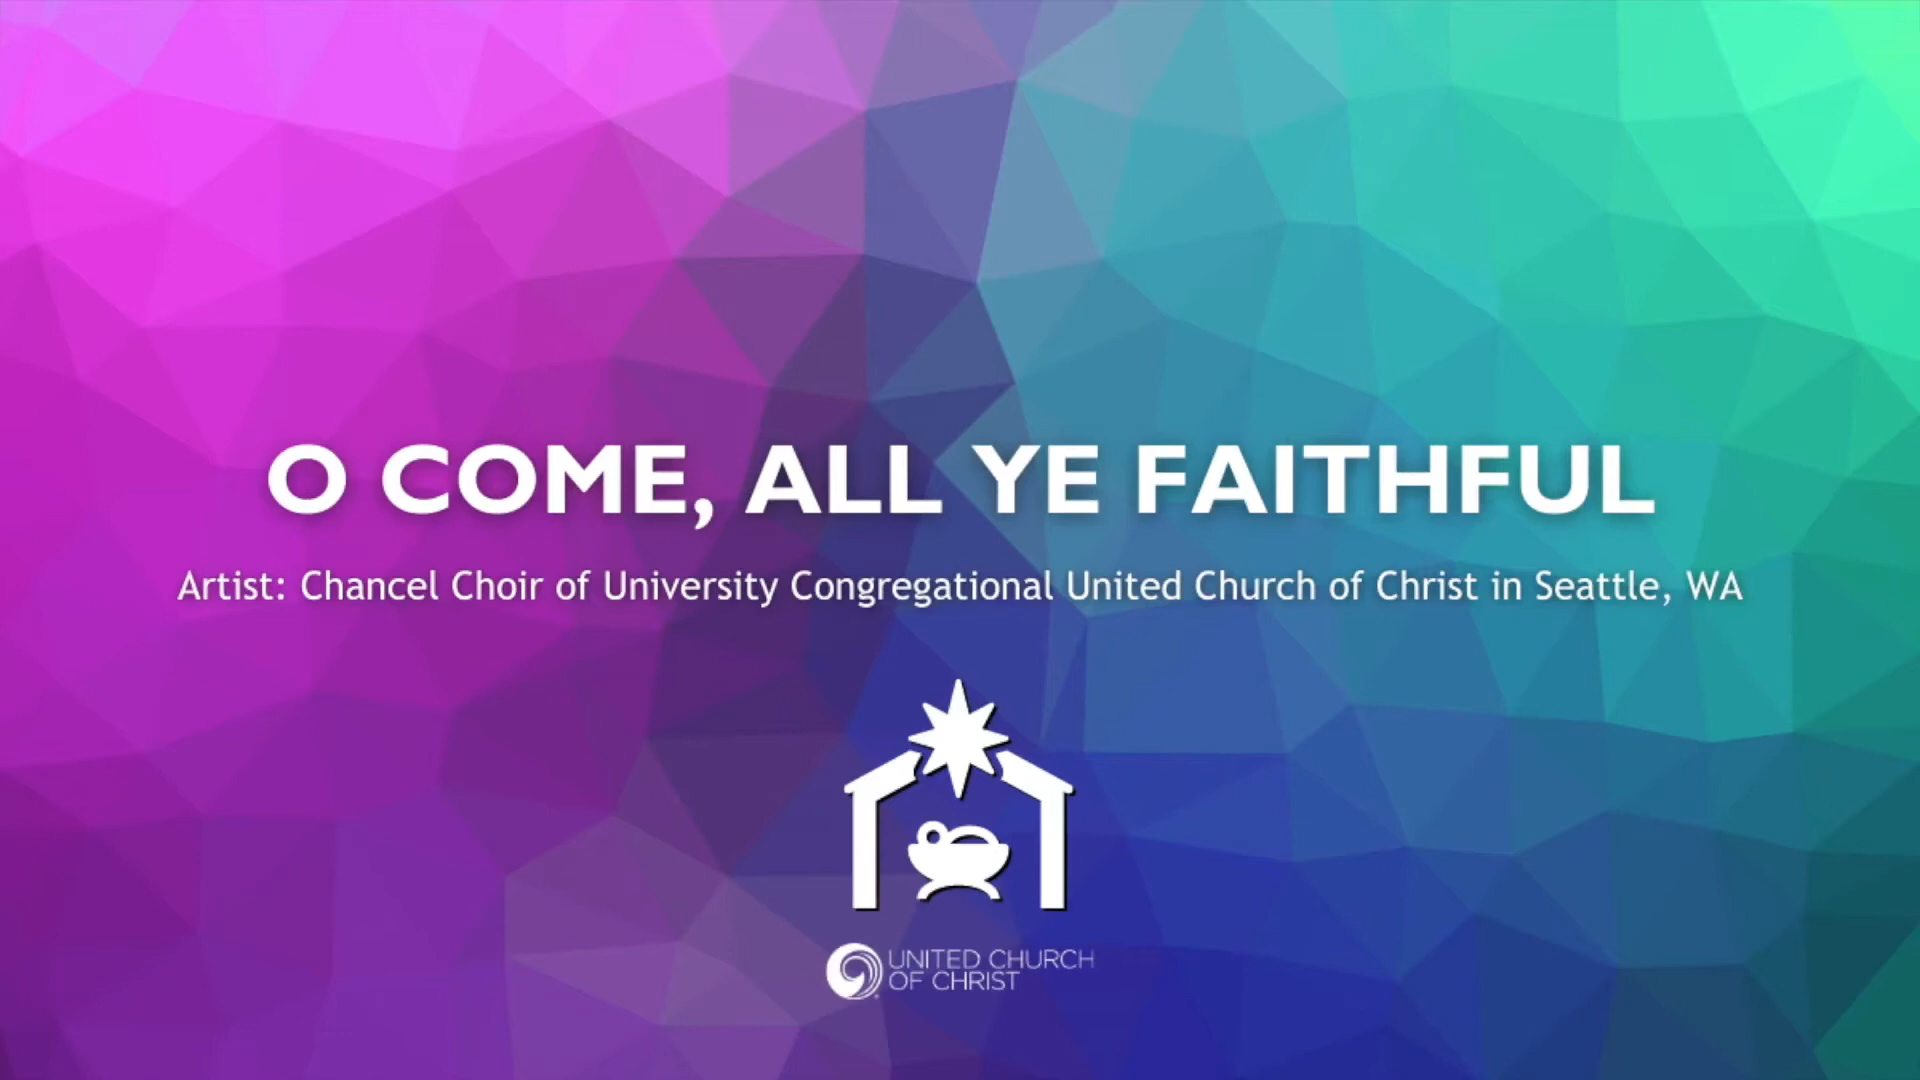 O COME, ALL YE FAITHFUL
Artist: Chancel Choir of University Congregational United Church of Christ in Seattle, WA
UNITED CHURCH
OF CHRIST